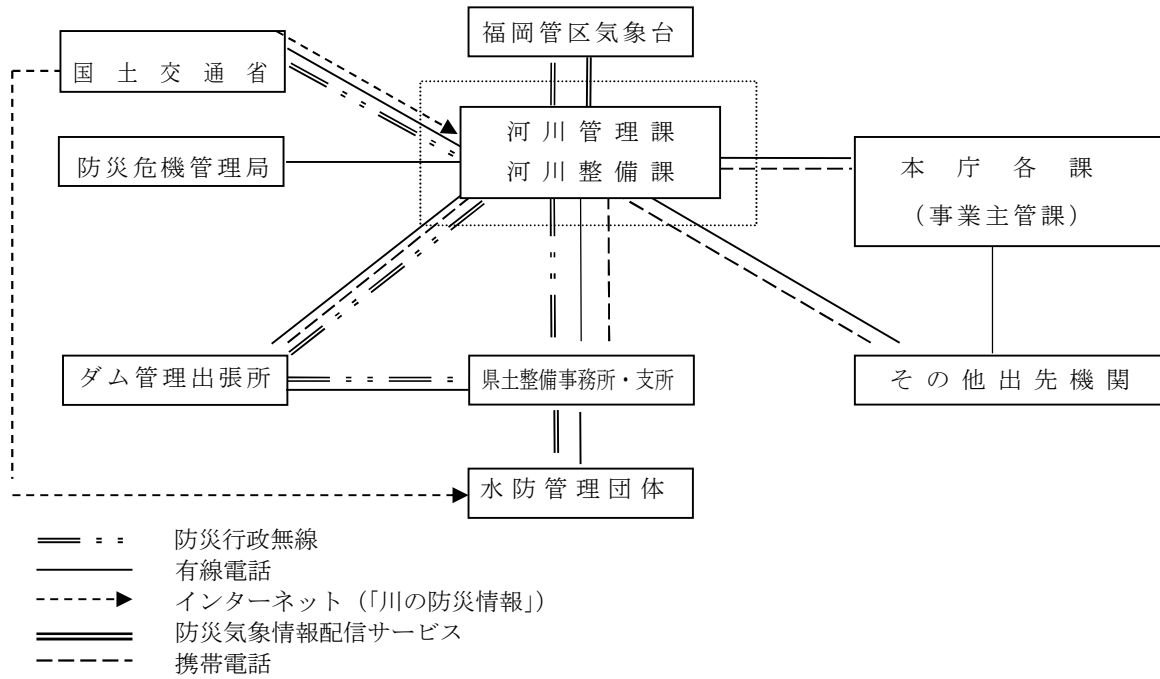 福岡管区気象台
国土交通省
河川管理課
河川整備課
防災危機管理局
本庁各課
（事業主管課）
ダム管理出張所
県土整備事務所・支所
その他出先機関
水防管理団体
防災行政無線
有線電話
インターネット（「川の防災情報」）
防災気象情報配信サービス
携帯電話